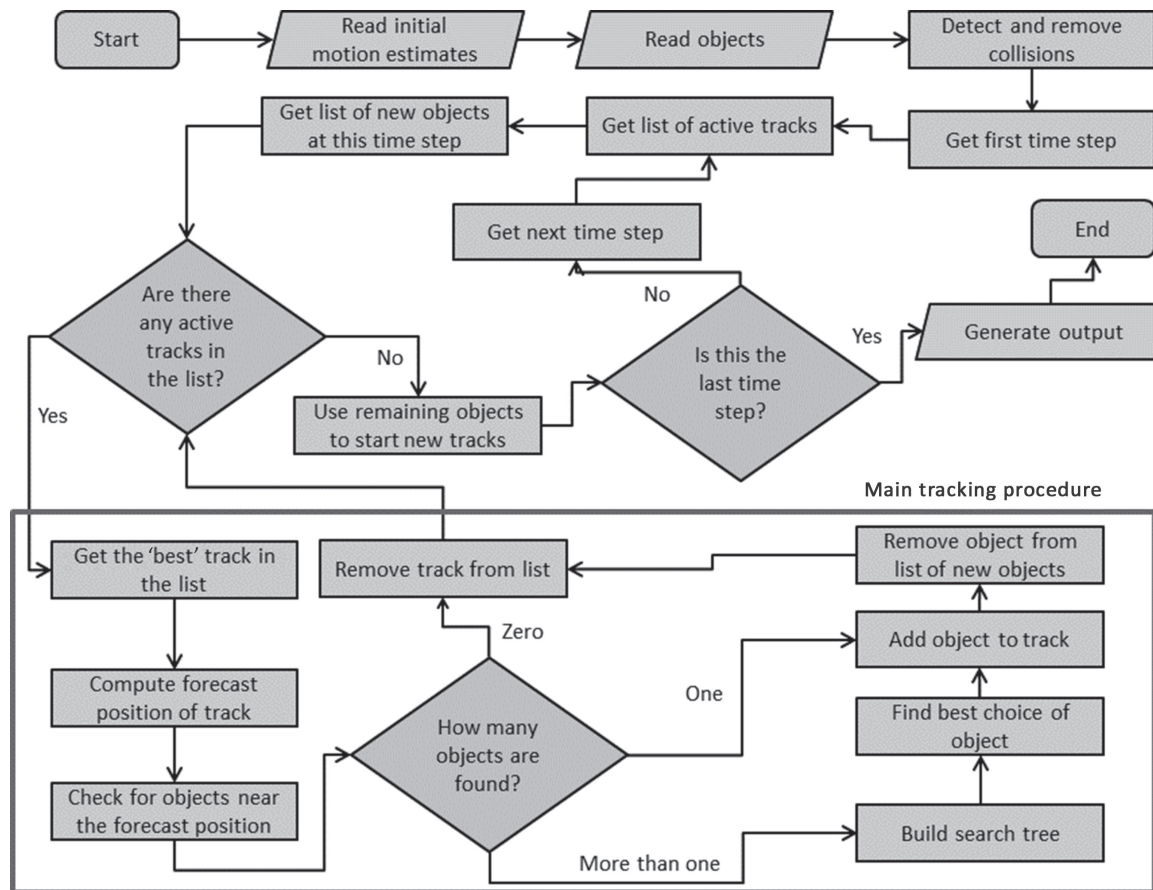 Start
Read initial
motion estimates
Read objects
Detect and remove
collisions
Get list of new objects
at this time step
Get list of active tracks
Get first time step
Get next time step
End
No
Are there
any active
tracks in
the list?
No
Is this the
last time
step?
Yes
Generate output
Yes
Use remaining objects
to start new tracks
Main tracking procedure
Get the ‘best’ track in
the list
Remove track from list
Remove object from
list of new objects
Zero
Add object to track
Compute forecast
position of track
One
How many
objects are
found?
Find best choice of
object
Check for objects near
the forecast position
Build search tree
More than one